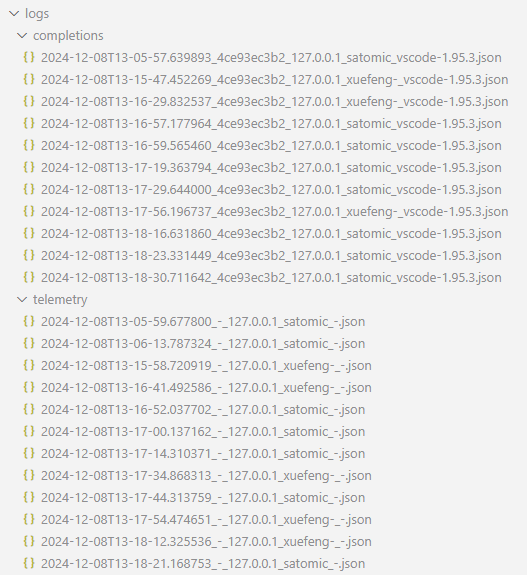 logs
completions
{} 2024-12-08T13-05-57.639893_4ce93ec3b2_127.0.0.1_satomic_vscode-1.95.3.json
{} 2024-12-08T13-15-47.452269_4ce93ec3b2_127.0.0.1_xuefeng-_vscode-1.95.3.json
{} 2024-12-08T13-16-29.832537_4ce93ec3b2_127.0.0.1_xuefeng-_vscode-1.95.3.json
{} 2024-12-08T13-16-57.177964_4ce93ec3b2_127.0.0.1_satomic_vscode-1.95.3.json
{} 2024-12-08T13-16-59.565460_4ce93ec3b2_127.0.0.1_satomic_vscode-1.95.3.json
{} 2024-12-08T13-17-19.363794_4ce93ec3b2_127.0.0.1_satomic_vscode-1.95.3.json
{} 2024-12-08T13-17-29.644000_4ce93ec3b2_127.0.0.1_satomic_vscode-1.95.3.json
{} 2024-12-08T13-17-56.196737_4ce93ec3b2_127.0.0.1_xuefeng-_vscode-1.95.3.json
{} 2024-12-08T13-18-16.631860_4ce93ec3b2_127.0.0.1_satomic_vscode-1.95.3.json
{} 2024-12-08T13-18-23.331449_4ce93ec3b2_127.0.0.1_satomic_vscode-1.95.3.json
{} 2024-12-08T13-18-30.711642_4ce93ec3b2_127.0.0.1_satomic_vscode-1.95.3.json
telemetry
{} 2024-12-08T13-05-59.677800_-_127.0.0.1_satomic_-.json
{} 2024-12-08T13-06-13.787324_-_127.0.0.1_satomic_-.json
{} 2024-12-08T13-15-58.720919_-_127.0.0.1_xuefeng-_-.json
{} 2024-12-08T13-16-41.492586_-_127.0.0.1_xuefeng-_-.json
{} 2024-12-08T13-16-52.037702_-_127.0.0.1_satomic_-.json
{} 2024-12-08T13-17-00.137162_-_127.0.0.1_satomic_-.json
{} 2024-12-08T13-17-14.310371_-_127.0.0.1_satomic_-.json
{} 2024-12-08T13-17-34.868313_-_127.0.0.1_xuefeng-_-.json
{} 2024-12-08T13-17-44.313759_-_127.0.0.1_satomic_-.json
{} 2024-12-08T13-17-54.474651_-_127.0.0.1_xuefeng-_-.json
{} 2024-12-08T13-18-12.325536_-_127.0.0.1_xuefeng-_-.json
{} 2024-12-08T13-18-21.168753_-_127.0.0.1_satomic_-.json